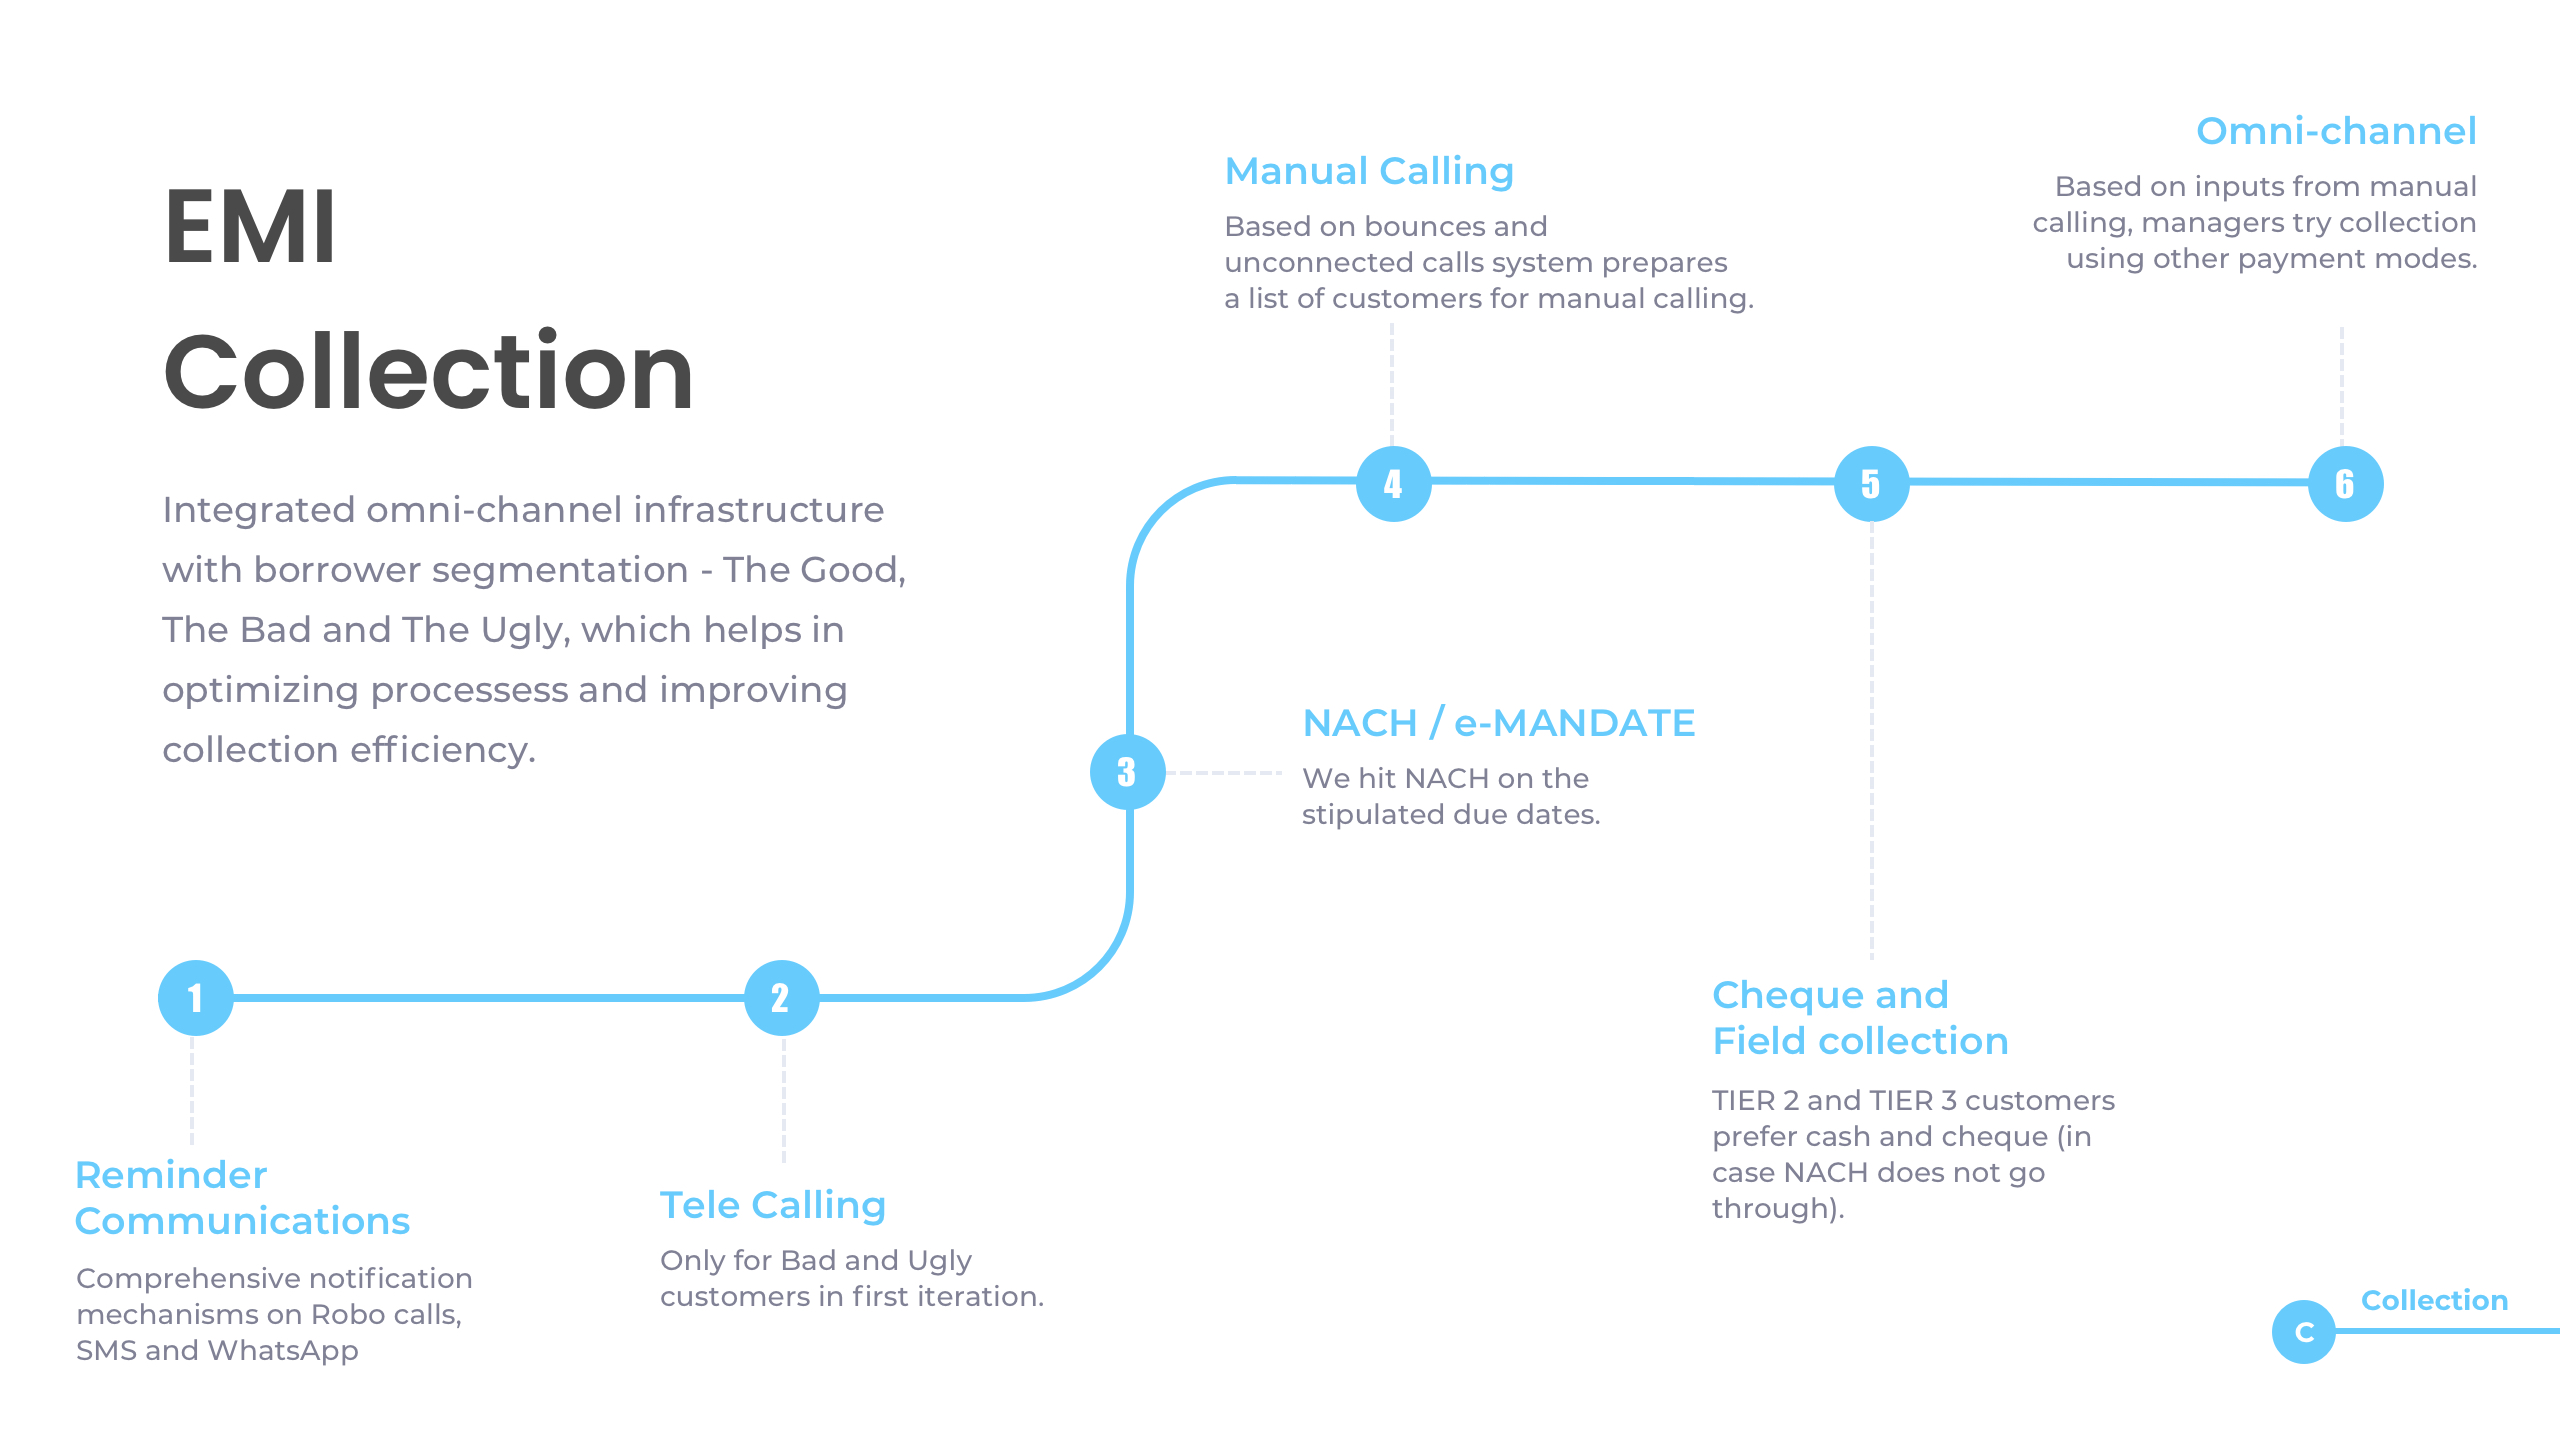 EMI
Collection
Integrated omni-channel infrastructure
with borrower segmentation - The Good,
The Bad and The Ugly, which helps in
optimizing processess and improving
collection efficiency.
1
Reminder
Communications
Comprehensive notification
mechanisms on Robo calls,
SMS and WhatsApp
2
Tele Calling
Only for Bad and Ugly
customers in first iteration.
3
NACH / e-MANDATE
We hit NACH on the
stipulated due dates.
4
Manual Calling
Based on bounces and
unconnected calls system prepares
a list of customers for manual calling.
5
Cheque and
Field collection
TIER 2 and TIER 3 customers
prefer cash and cheque (in
case NACH does not go
through).
6
Omni-channel
Based on inputs from manual
calling, managers try collection
using other payment modes.
C
Collection